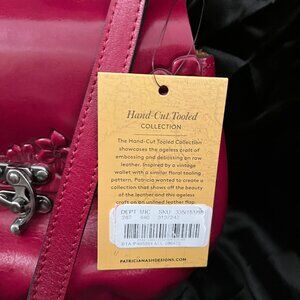 Hand-Cut Tooled
COLLECTION
The Hand-Cut Tooled Collection
showcases the ageless craft of
embossing and debossing on raw
leather. Inspired by a vintage
wallet with a similar floral tooling
pattern, Patricia wanted to create a
collection that shows off the beauty
of the leather and this ageless
craft on an unlined leather flap.
DEPT MIC SKU
PATRICIANASHDESIGNS.COM